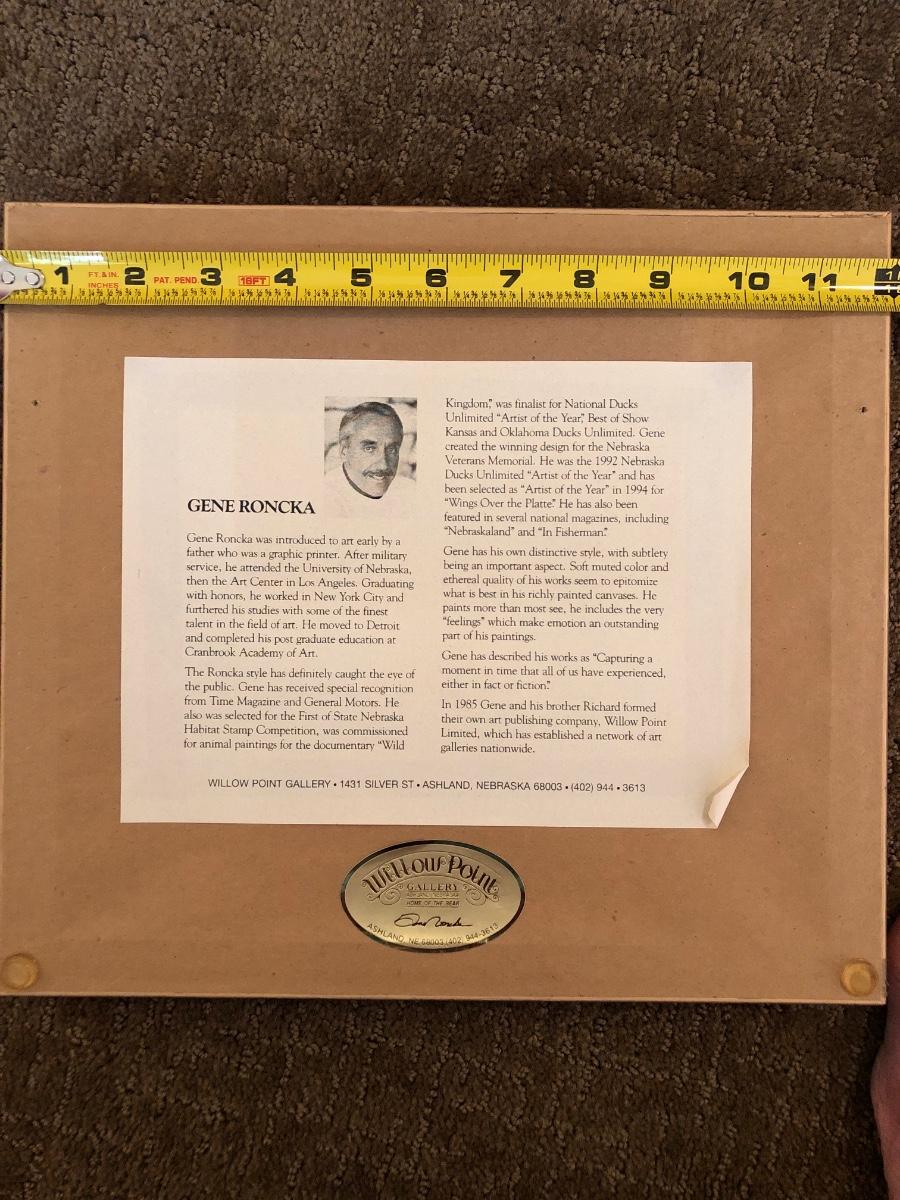 1 FT.& IN. INCHES 2 PAT. PEND. 3 16FT 4 5 6 7 8 9 10 11
GENE RONCKA
Gene Roncka was introduced to art early by a
father who was a graphic printer. After military
service, he attended the University of Nebraska,
then the Art Center in Los Angeles. Graduating
with honors, he worked in New York City and
furthered his studies with some of the finest
talent in the field of art. He moved to Detroit
and completed his post graduate education at
Cranbrook Academy of Art.
The Roncka style has definitely caught the eye of
the public. Gene has received special recognition
from Time Magazine and General Motors. He
also was selected for the First of State Nebraska
Habitat Stamp Competition, was commissioned
for animal paintings for the documentary "Wild
Kingdom," was finalist for National Ducks
Unlimited "Artist of the Year," Best of Show
Kansas and Oklahoma Ducks Unlimited. Gene
created the winning design for the Nebraska
Veterans Memorial. He was the 1992 Nebraska
Ducks Unlimited "Artist of the Year" and has
been selected as "Artist of the Year" in 1994 for
"Wings Over the Platte." He has also been
featured in several national magazines, including
"Nebraskaland" and "In Fisherman."
Gene has his own distinctive style, with subtlety
being an important aspect. Soft muted color and
ethereal quality of his works seem to epitomize
what is best in his richly painted canvases. He
paints more than most see, he includes the very
"feelings" which make emotion an outstanding
part of his paintings.
Gene has described his works as "Capturing a
moment in time that all of us have experienced,
either in fact or fiction."
In 1985 Gene and his brother Richard formed
their own art publishing company, Willow Point
Limited, which has established a network of art
galleries nationwide.
WILLOW POINT GALLERY • 1431 SILVER ST • ASHLAND, NEBRASKA 68003 • (402) 944 • 3613
Willow Point
GALLERY
HOME OF THE BEAR
Gene Roncka
ASHLAND, NE 68003 (402) 944-3613